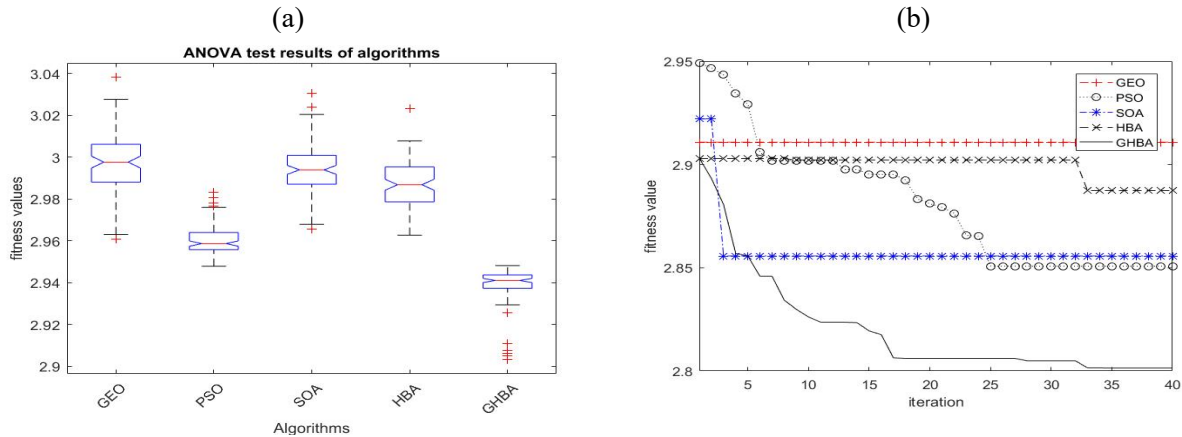 (a)
ANOVA test results of algorithms
fitness values
3.04
3.02
3
2.98
2.96
2.94
2.92
2.9
GEO
PSO
SOA
HBA
GHBA
Algorithms
(b)
fitness value
2.95
2.9
2.85
2.8
GEO
PSO
SOA
HBA
GHBA
5
10
15
20
25
30
35
40
iteration